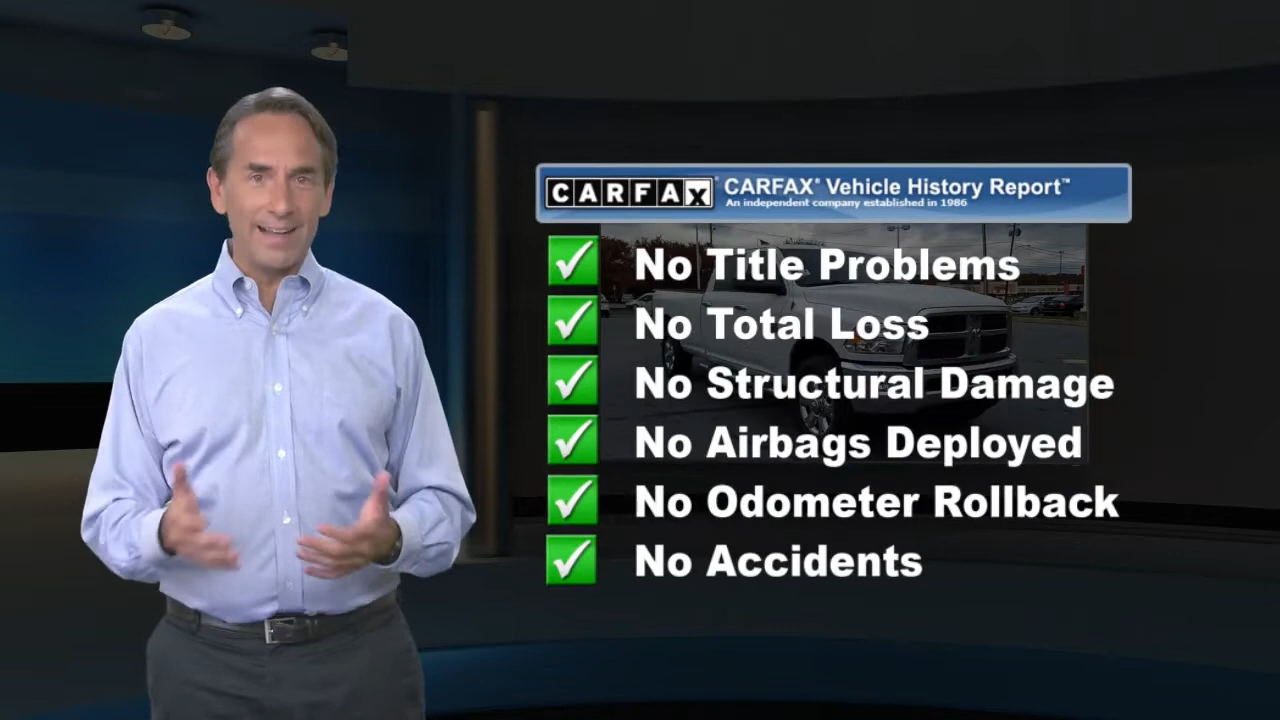 CARFAX® CARFAX® Vehicle History Report™
An independent company established in 1986
No Title Problems
No Total Loss
No Structural Damage
No Airbags Deployed
No Odometer Rollback
No Accidents